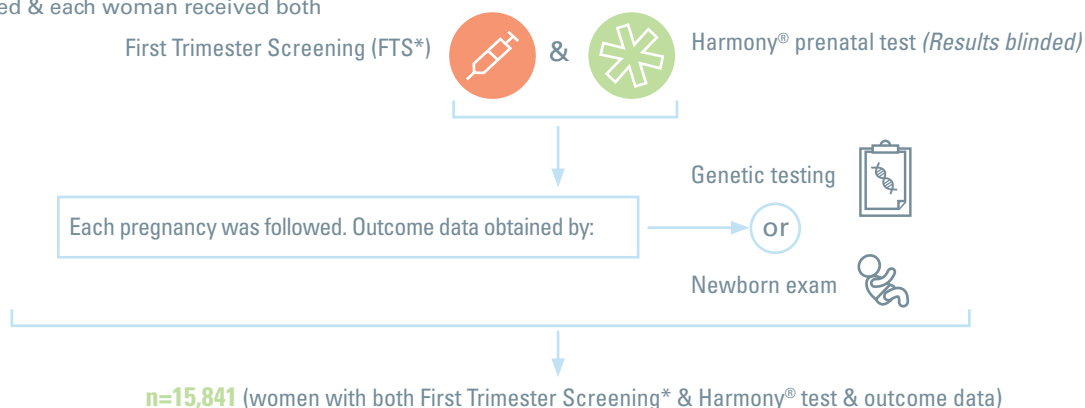 & each woman received both
First Trimester Screening (FTS*) & Harmony® prenatal test (Results blinded)
Genetic testing
Each pregnancy was followed. Outcome data obtained by:
or
Newborn exam
n=15,841 (women with both First Trimester Screening* & Harmony® test & outcome data)